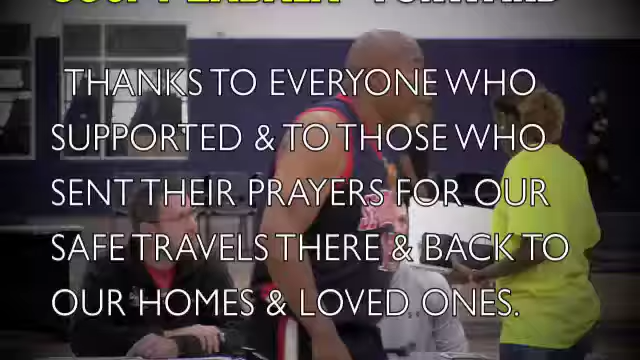 THANKS TO EVERYONE WHO
SUPPORTED & TO THOSE WHO
SENT THEIR PRAYERS FOR OUR
SAFE TRAVELS THERE & BACK TO
OUR HOMES & LOVED ONES.